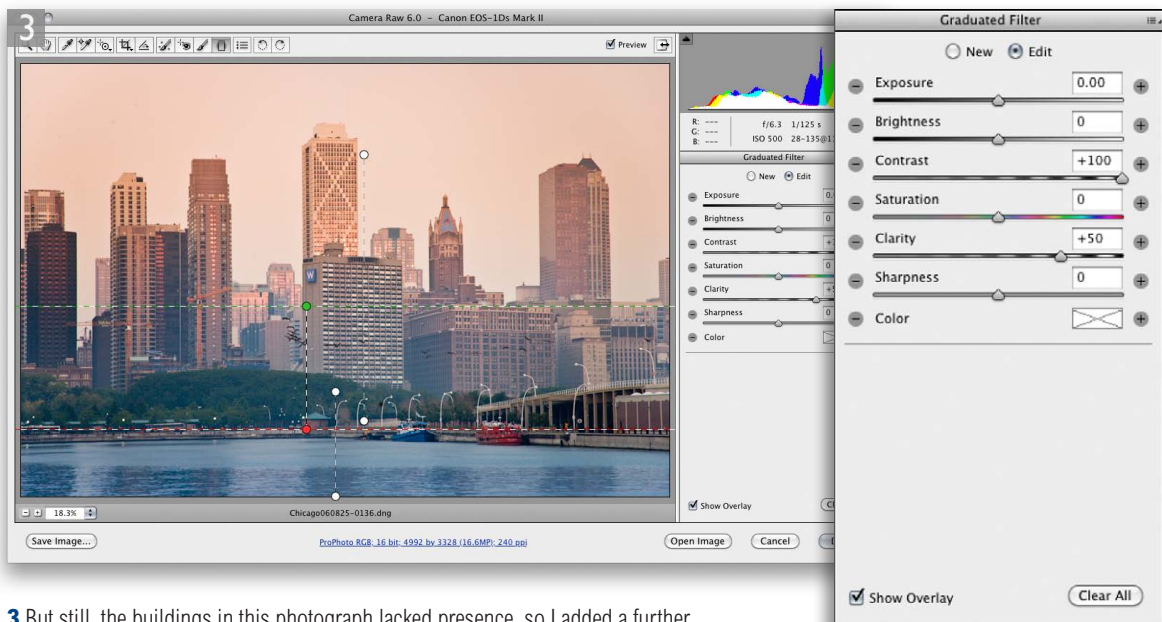 3
Camera Raw 6.0 – Canon EOS-1Ds Mark II
Preview
R: ---
G: ---
B: ---
f/6.3 1/125 s
ISO 500
Graduated Filter
New Edit
Exposure
Brightness 0
Contrast
Saturation 0
Clarity
Sharpness 0
Color
Show Overlay
W
18.3%
Chicago060825-0136.dng
Save Image...
ProPhoto RGB; 16 bit; 4992 by 3328 (16.6MP); 240 ppi
Open Image
Cancel
Graduated Filter
New Edit
Exposure 0.00
Brightness 0
Contrast +100
Saturation 0
Clarity +50
Sharpness 0
Color
Show Overlay
Clear All
3 But still, the buildings in this photograph lacked presence, so I added a further